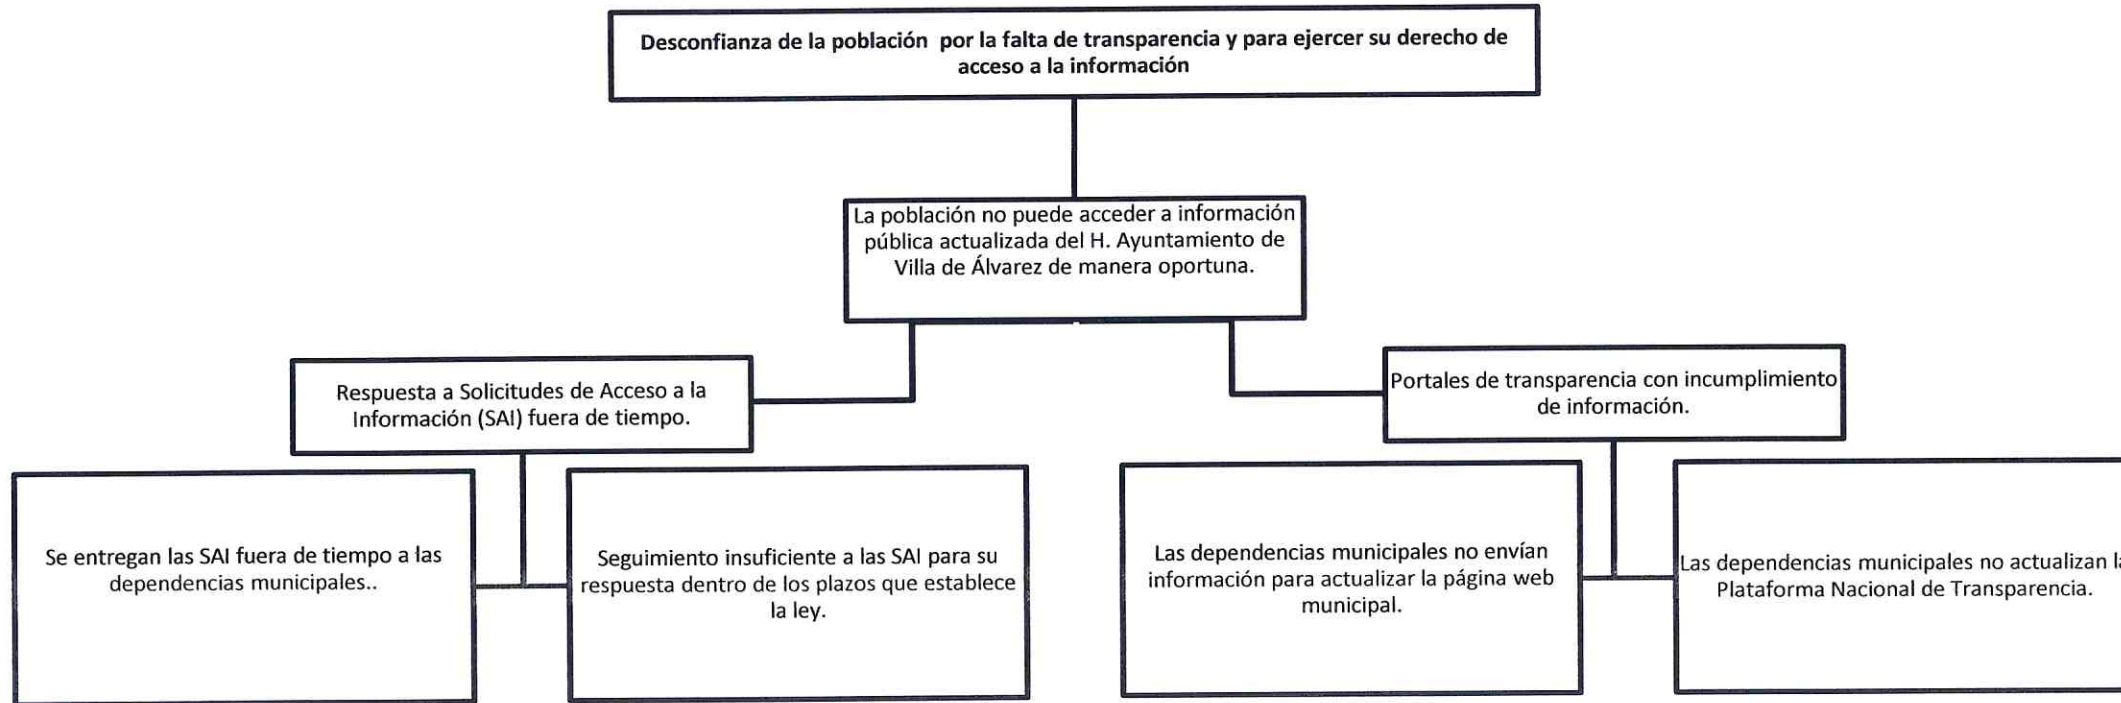 Desconfianza de la población  por la falta de transparencia y para ejercer su derecho de
acceso a la información
La población no puede acceder a información
pública actualizada del H. Ayuntamiento de
Villa de Álvarez de manera oportuna.
Respuesta a Solicitudes de Acceso a la
Información (SAI) fuera de tiempo.
Portales de transparencia con incumplimiento
de información.
Se entregan las SAI fuera de tiempo a las
dependencias municipales..
Seguimiento insuficiente a las SAI para su
respuesta dentro de los plazos que establece
la ley.
Las dependencias municipales no envían
información para actualizar la página web
municipal.
Las dependencias municipales no actualizan la
Plataforma Nacional de Transparencia.